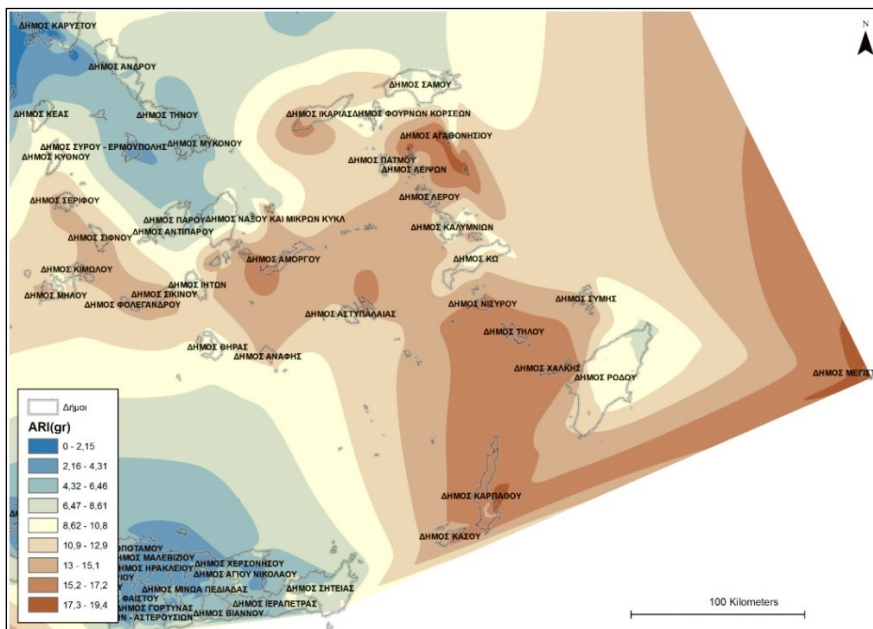 ΔΗΜΟΣ ΚΑΡΥΣΤΟΥ
N
ΔΗΜΟΣ ΑΝΔΡΟΥ
ΔΗΜΟΣ ΣΑΜΟΥ
ΔΗΜΟΣ ΚΕΑΣ
ΔΗΜΟΣ ΤΗΝΟΥ
ΔΗΜΟΣ ΙΚΑΡΙΑΣ
ΔΗΜΟΣ ΦΟΥΡΝΩΝ ΚΟΡΣΕΩΝ
ΔΗΜΟΣ ΑΓΑΘΟΝΗΣΙΟΥ
ΔΗΜΟΣ ΣΥΡΟΥ - ΕΡΜΟΥΠΟΛΗΣ
ΔΗΜΟΣ ΜΥΚΟΝΟΥ
ΔΗΜΟΣ ΚΥΘΝΟΥ
ΔΗΜΟΣ ΠΑΤΜΟΥ
ΔΗΜΟΣ ΛΕΙΨΩΝ
ΔΗΜΟΣ ΣΕΡΙΦΟΥ
ΔΗΜΟΣ ΛΕΡΟΥ
ΔΗΜΟΣ ΠΑΡΟΥ
ΔΗΜΟΣ ΝΑΞΟΥ ΚΑΙ ΜΙΚΡΩΝ ΚΥΚΛ
ΔΗΜΟΣ ΑΝΤΙΠΑΡΟΥ
ΔΗΜΟΣ ΚΑΛΥΜΝΙΩΝ
ΔΗΜΟΣ ΣΙΦΝΟΥ
ΔΗΜΟΣ ΑΜΟΡΓΟΥ
ΔΗΜΟΣ ΚΩ
ΔΗΜΟΣ ΚΙΜΩΛΟΥ
ΔΗΜΟΣ ΙΗΤΩΝ
ΔΗΜΟΣ ΜΗΛΟΥ
ΔΗΜΟΣ ΣΙΚΙΝΟΥ
ΔΗΜΟΣ ΦΟΛΕΓΑΝΔΡΟΥ
ΔΗΜΟΣ ΝΙΣΥΡΟΥ
ΔΗΜΟΣ ΣΥΜΗΣ
ΔΗΜΟΣ ΑΣΤΥΠΑΛΑΙΑΣ
ΔΗΜΟΣ ΤΗΛΟΥ
ΔΗΜΟΣ ΘΗΡΑΣ
ΔΗΜΟΣ ΑΝΑΦΗΣ
ΔΗΜΟΣ ΧΑΛΚΗΣ
ΔΗΜΟΣ ΡΟΔΟΥ
ΔΗΜΟΣ ΜΕΓΙΣΤ
Δήμοι
ARI(gr)
0 - 2,15
2,16 - 4,31
4,32 - 6,46
6,47 - 8,61
8,62 - 10,8
10,9 - 12,9
13 - 15,1
15,2 - 17,2
17,3 - 19,4
ΔΗΜΟΣ ΚΑΡΠΑΘΟΥ
ΔΗΜΟΣ ΚΑΣΟΥ
ΟΠΟΤΑΜΟΥ
ΔΗΜΟΣ ΜΑΛΕΒΙΖΙΟΥ
ΔΗΜΟΣ ΧΕΡΣΟΝΗΣΟΥ
ΔΗΜΟΣ ΗΡΑΚΛΕΙΟΥ
ΔΗΜΟΣ ΑΓΙΟΥ ΝΙΚΟΛΑΟΥ
ΡΙΟΥ
ΔΗΜΟΣ ΜΙΝΩΑ ΠΕΔΙΑΔΑΣ
ΔΗΜΟΣ ΣΗΤΕΙΑΣ
ΦΑΙΣΤΟΥ
ΔΗΜΟΣ ΙΕΡΑΠΕΤΡΑΣ
ΔΗΜΟΣ ΓΟΡΤΥΝΑΣ
ΔΗΜΟΣ ΒΙΑΝΝΟΥ
ΩΝ - ΑΣΤΕΡΟΥΣΙΩΝ
100 Kilometers